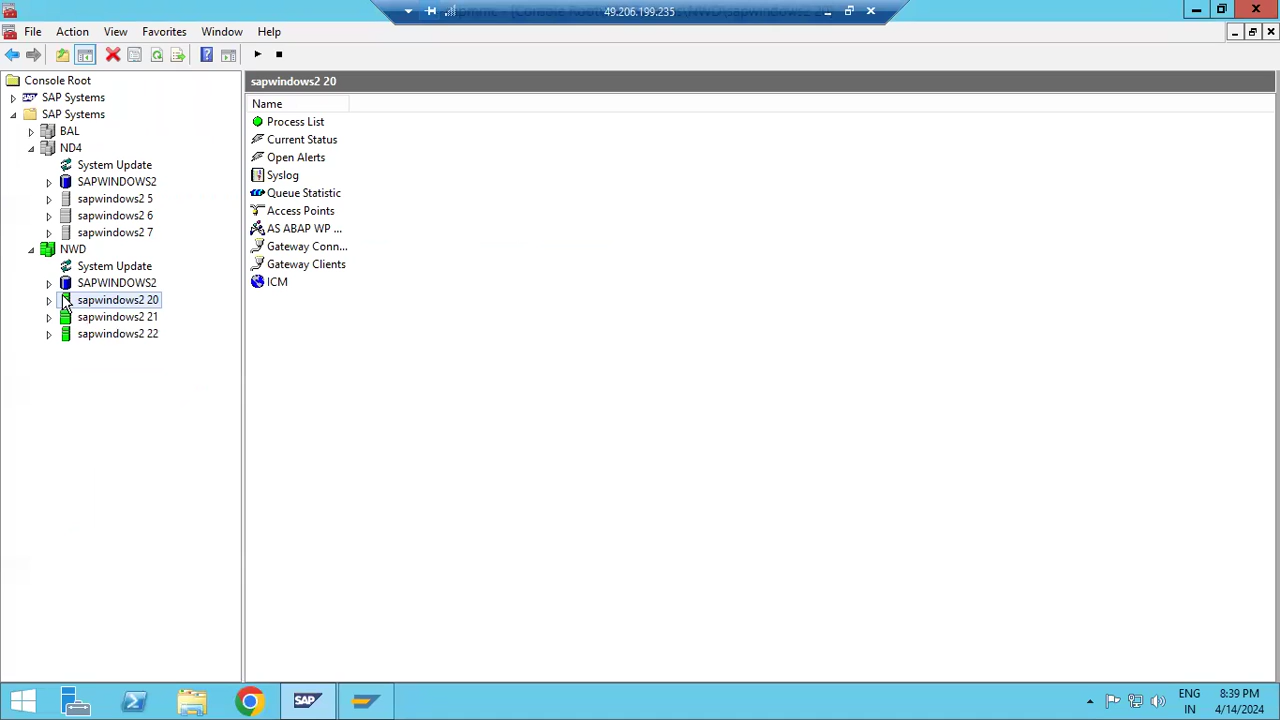 49.206.199.235
File Action View Favorites Window Help
Console Root
SAP Systems
SAP Systems
BAL
ND4
System Update
SAPWINDOWS2
sapwindows2 5
sapwindows2 6
sapwindows2 7
NWD
System Update
SAPWINDOWS2
sapwindows2 20
sapwindows2 21
sapwindows2 22
sapwindows2 20
Name
Process List
Current Status
Open Alerts
Syslog
Queue Statistic
Access Points
AS ABAP WP ...
Gateway Conn...
Gateway Clients
ICM
SAP
ENG
IN
8:39 PM
4/14/2024